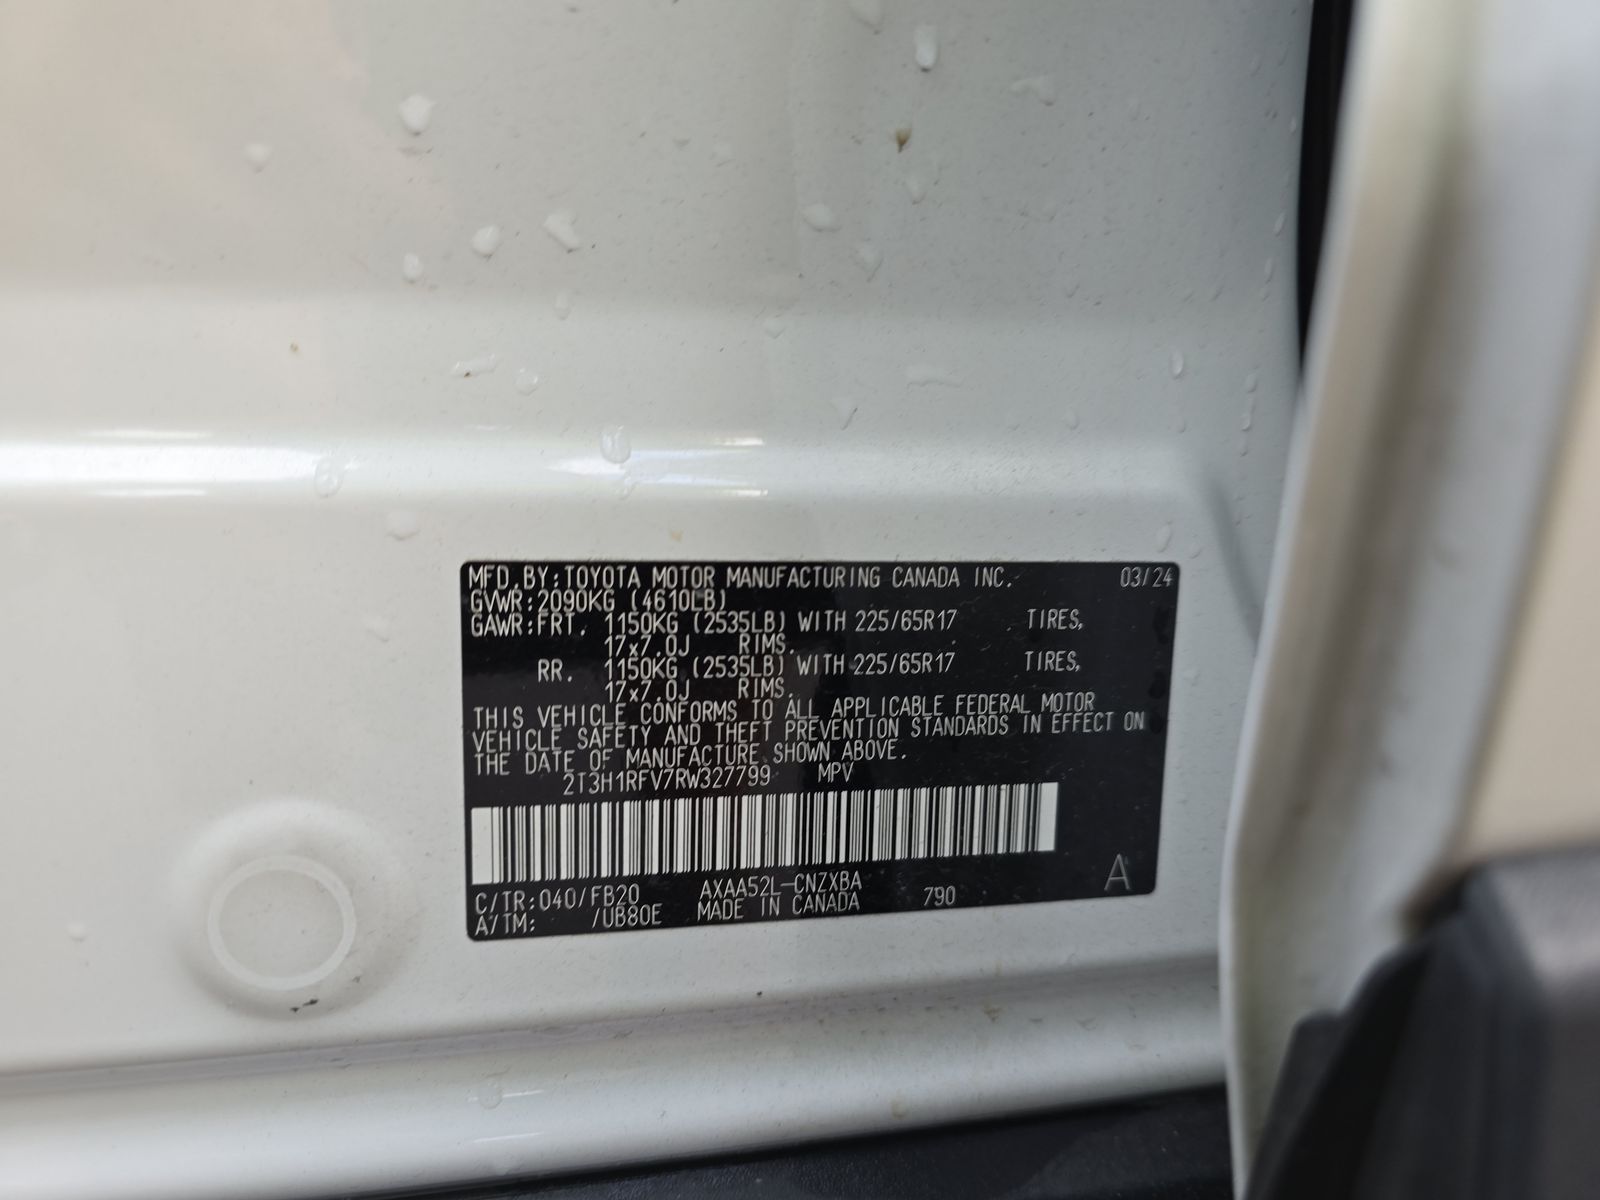 MFD.BY:TOYOTA MOTOR MANUFACTURING CANADA INC. 03/24
GVWR:2090KG (4610LB)
GAWR:FRT. 1150KG (2535LB) WITH 225/65R17 TIRES,
17x7.0J RIMS.
RR. 1150KG (2535LB) WITH 225/65R17 TIRES,
17x7.0J RIMS.
THIS VEHICLE CONFORMS TO ALL APPLICABLE FEDERAL MOTOR
VEHICLE SAFETY AND THEFT PREVENTION STANDARDS IN EFFECT ON
THE DATE OF MANUFACTURE SHOWN ABOVE.
2T3H1RFV7RW327799 MPV
C/TR:040/FB20 AXAA52L-CNZXBA A
A/TM: /UB80E MADE IN CANADA 790